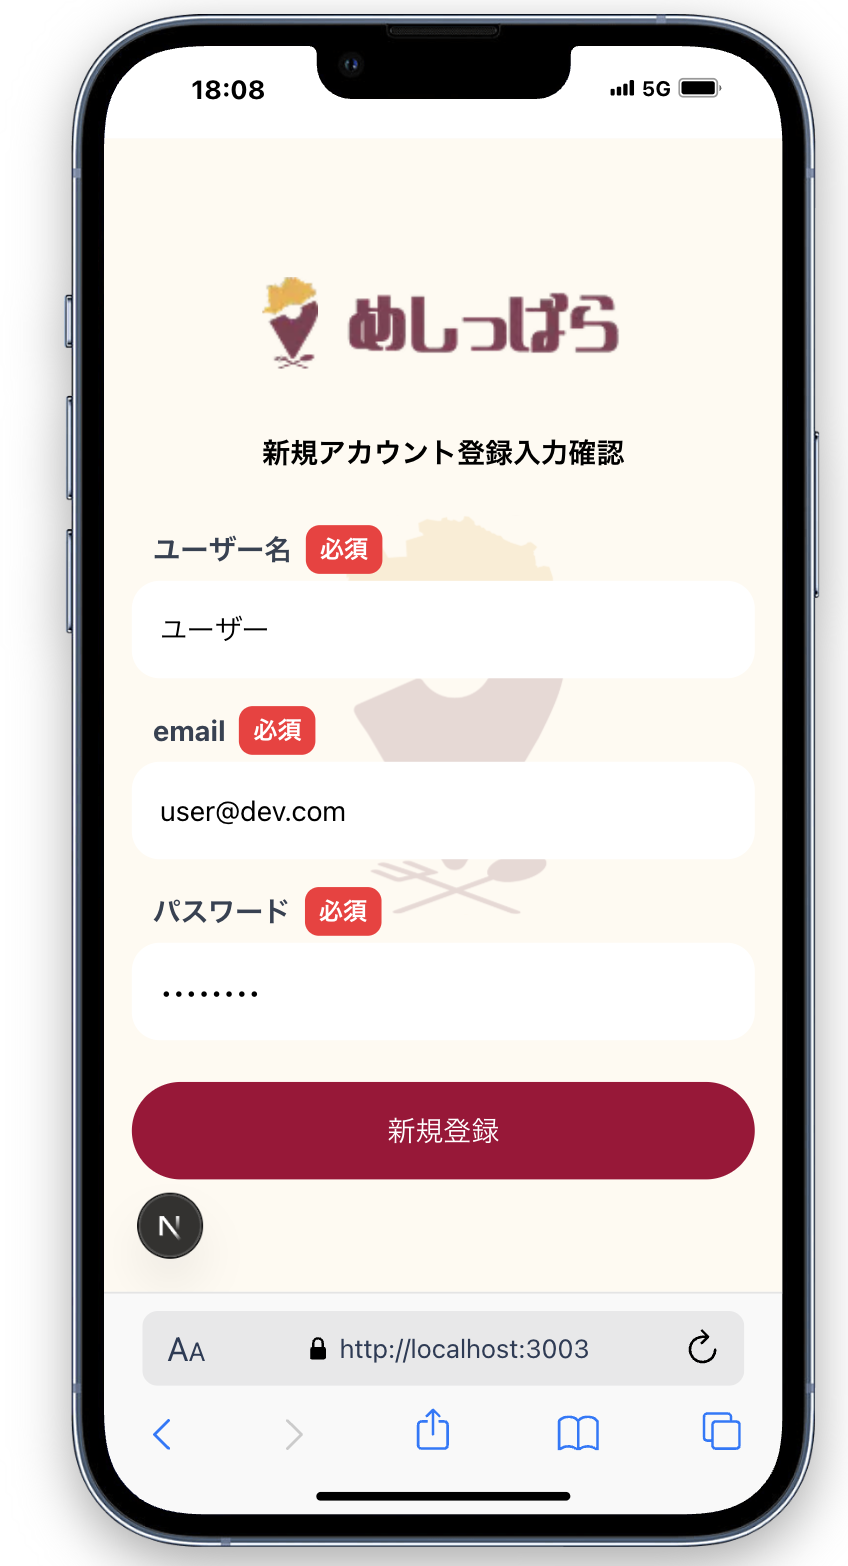 18:08 5G
めしっぱら
新規アカウント登録入力確認
ユーザー名 必須
ユーザー
email 必須
user@dev.com
パスワード 必須
••••••••
新規登録
N
AA http://localhost:3003